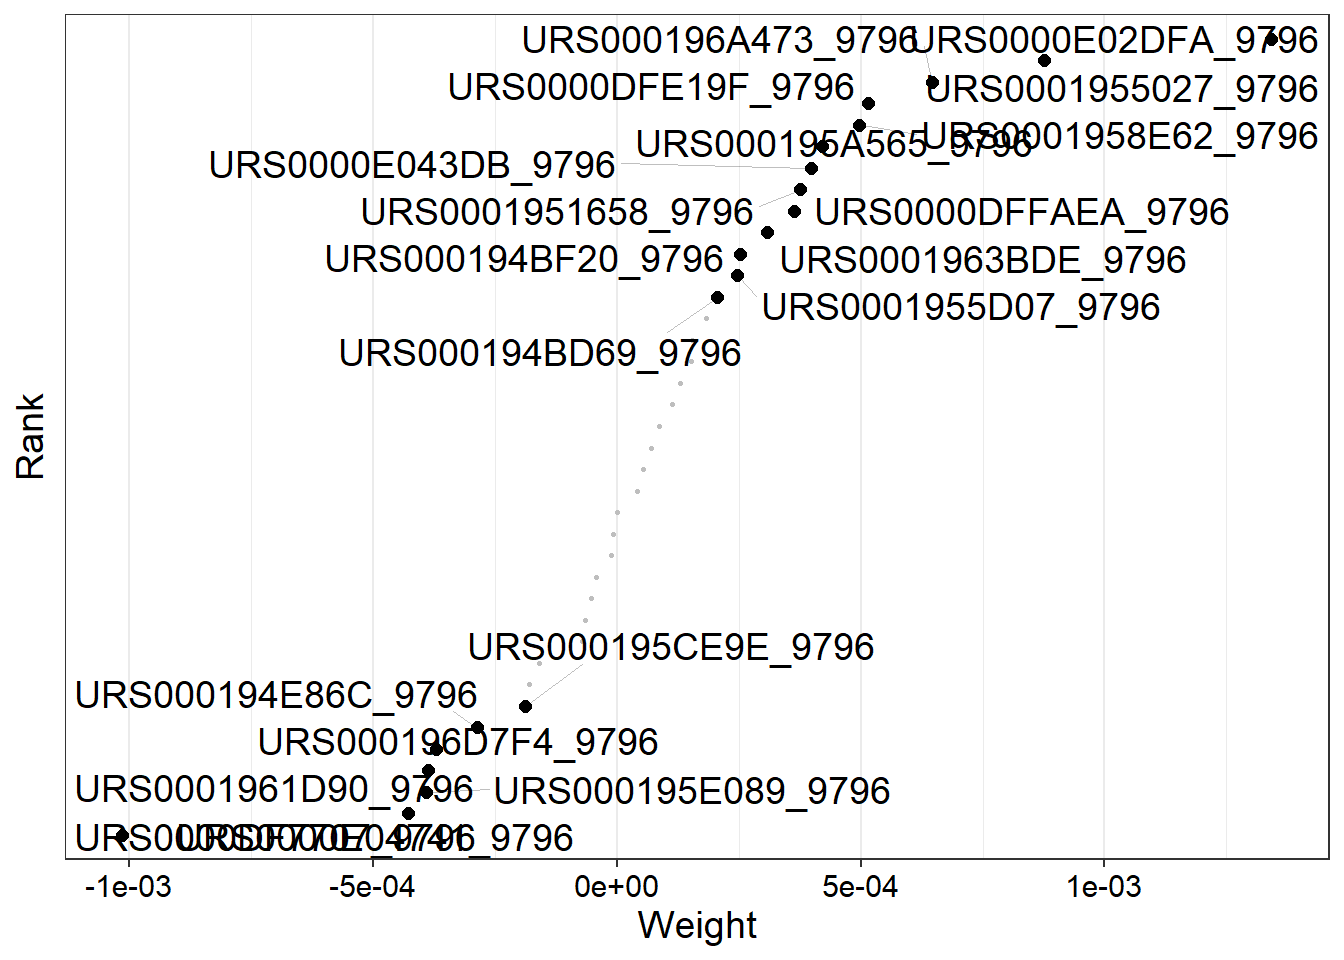 URS000196A473_9796
URS0000E02DFA_9796
URS0000DFE19F_9796
URS0001955027_9796
URS0001958E62_9796
URS000195A565_9796
URS0000E043DB_9796
URS0001951658_9796
URS0000DFFAEA_9796
URS000194BF20_9796
URS0001963BDE_9796
URS0001955D07_9796
URS000194BD69_9796
Rank
URS000195CE9E_9796
URS000194E86C_9796
URS000196D7F4_9796
URS0001961D90_9796
URS000195E089_9796
-1e-03
-5e-04
0e+00
5e-04
1e-03
Weight